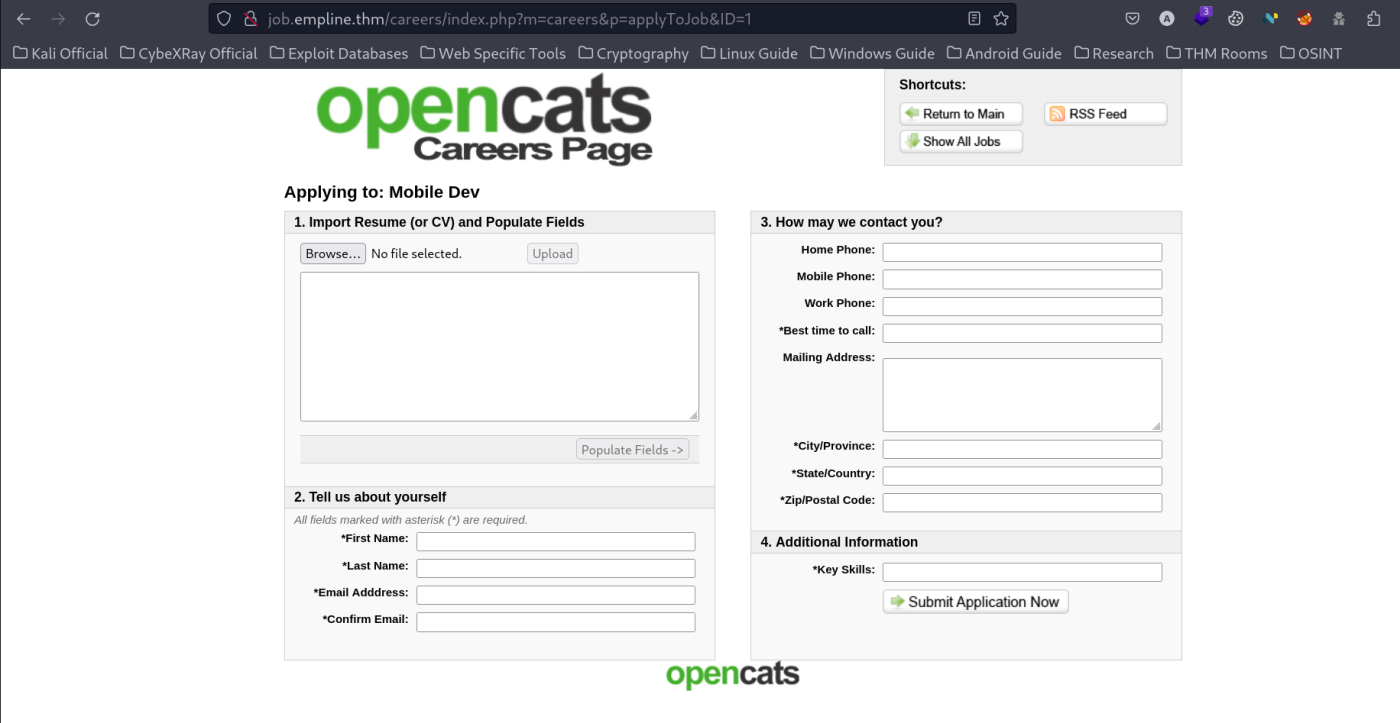 job.empline.thm/careers/index.php?m=careers&p=applyToJob&ID=1
3
A
Kali Official CybeXRay Official Exploit Databases Web Specific Tools Cryptography Linux Guide Windows Guide Android Guide Research THM Rooms OSINT
opencats
Careers Page
Shortcuts:
Return to Main RSS Feed
Show All Jobs
Applying to: Mobile Dev
1. Import Resume (or CV) and Populate Fields
Browse... No file selected. Upload
Populate Fields ->
2. Tell us about yourself
All fields marked with asterisk (*) are required.
*First Name:
*Last Name:
*Email Adddress:
*Confirm Email:
3. How may we contact you?
Home Phone:
Mobile Phone:
Work Phone:
*Best time to call:
Mailing Address:
*City/Province:
*State/Country:
*Zip/Postal Code:
4. Additional Information
*Key Skills:
Submit Application Now
opencats